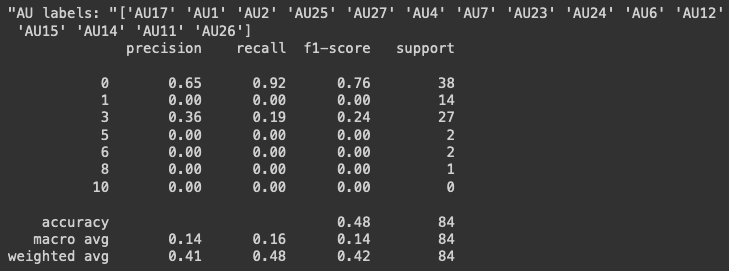 "AU labels: "['AU17' 'AU1' 'AU2' 'AU25' 'AU27' 'AU4' 'AU7' 'AU23' 'AU24' 'AU6' 'AU12'
'AU15' 'AU14' 'AU11' 'AU26']
precision recall f1-score support
0 0.65 0.92 0.76 38
1 0.00 0.00 0.00 14
3 0.36 0.19 0.24 27
5 0.00 0.00 0.00 2
6 0.00 0.00 0.00 2
8 0.00 0.00 0.00 1
10 0.00 0.00 0.00 0
accuracy 0.48 84
macro avg 0.14 0.16 0.14 84
weighted avg 0.41 0.48 0.42 84